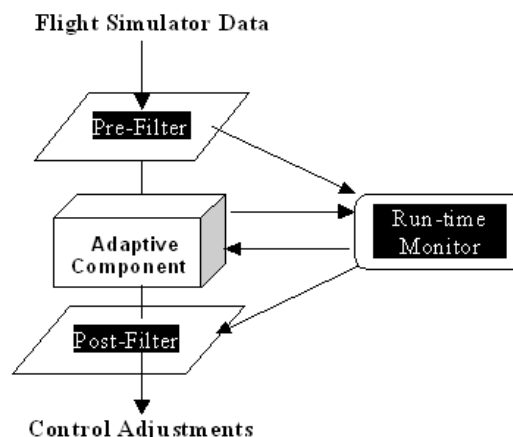 Flight Simulator Data
Pre-Filter
Adaptive
Component
Run-time
Monitor
Post-Filter
Control Adjustments